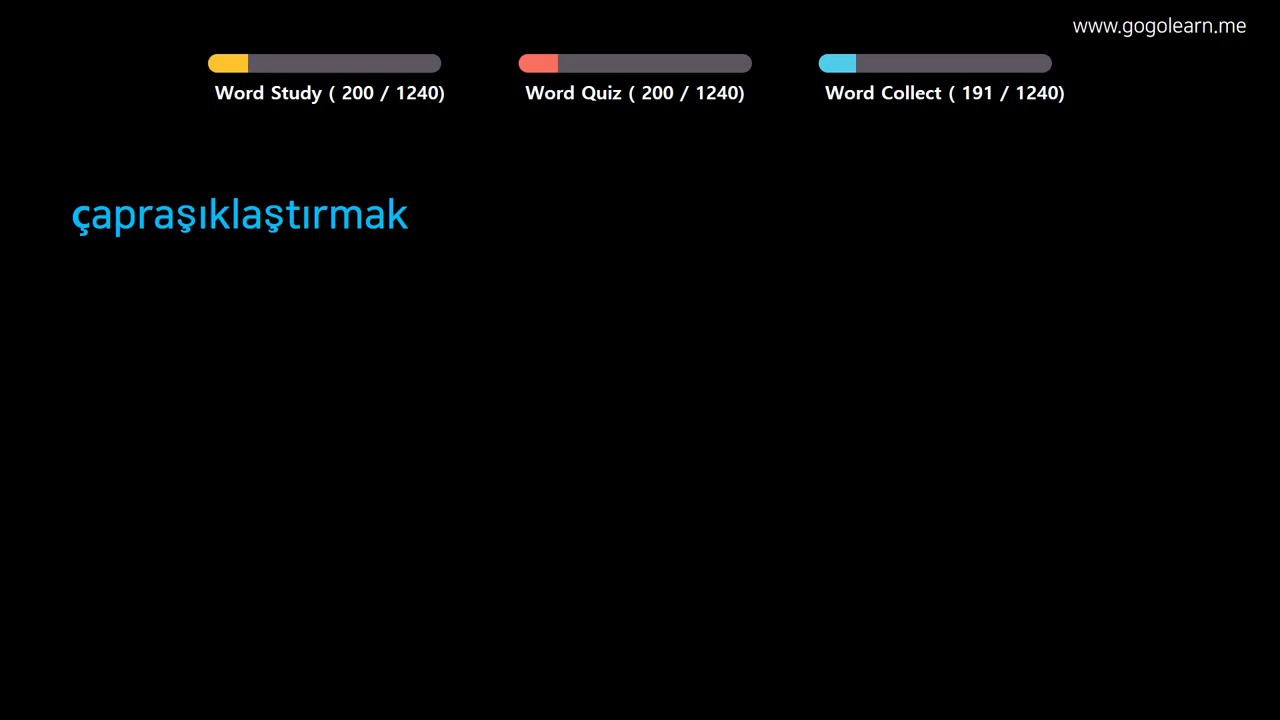 www.gogolearn.me
Word Study ( 200 / 1240)
Word Quiz ( 200 / 1240)
Word Collect ( 191 / 1240)
çapraşıklaştırmak